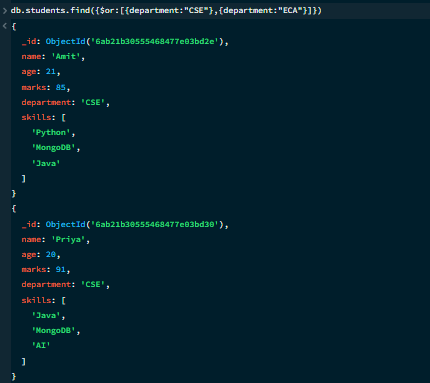 db.students.find({$or:[{department:"CSE"},{department:"ECA"}]})
{
_id: ObjectId('6ab21b30555468477e03bd2e'),
name: 'Amit',
age: 21,
marks: 85,
department: 'CSE',
skills: [
'Python',
'MongoDB',
'Java'
]
}
{
_id: ObjectId('6ab21b30555468477e03bd30'),
name: 'Priya',
age: 20,
marks: 91,
department: 'CSE',
skills: [
'Java',
'MongoDB',
'AI'
]
}